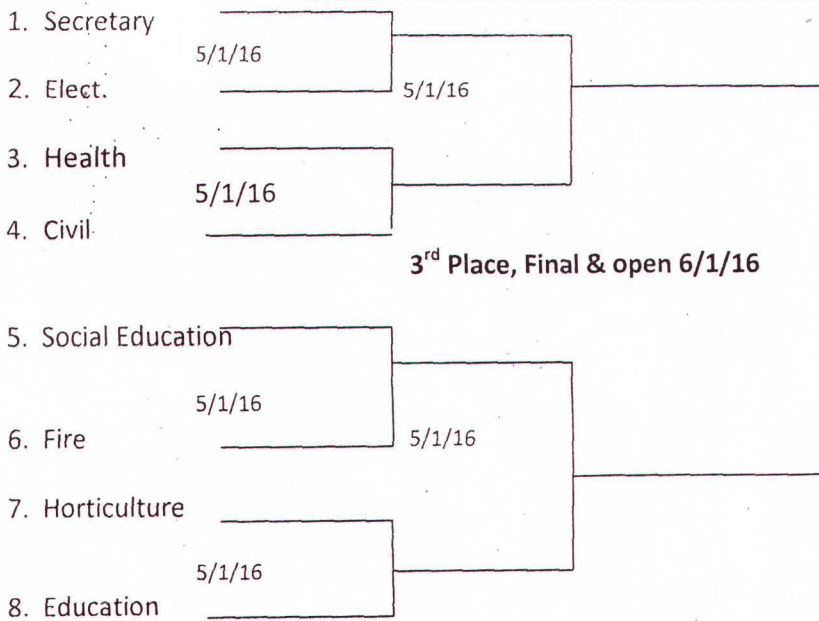 1. Secretary
5/1/16
2. Elect.
5/1/16
3. Health
5/1/16
4. Civil
3rd Place, Final & open 6/1/16
5. Social Education
5/1/16
6. Fire
5/1/16
7. Horticulture
5/1/16
8. Education